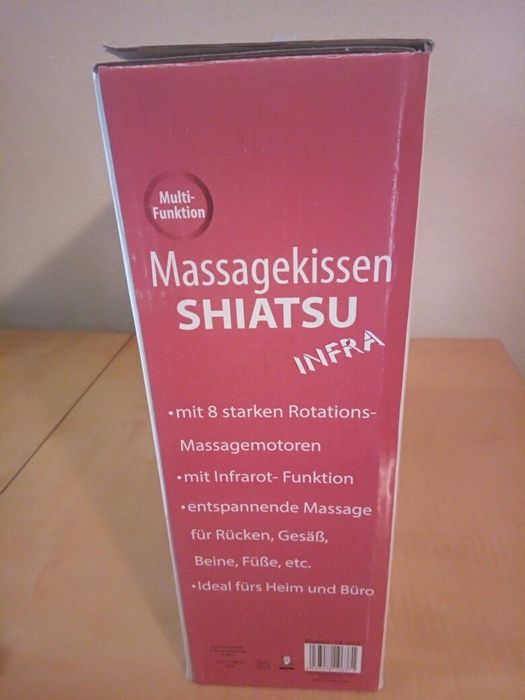 Multi-
Funktion
Massagekissen
SHIATSU
INFRA
•mit 8 starken Rotations-
Massagemotoren
•mit Infrarot- Funktion
•entspannende Massage
für Rücken, Gesäß,
Beine, Füße, etc.
•Ideal fürs Heim und Büro